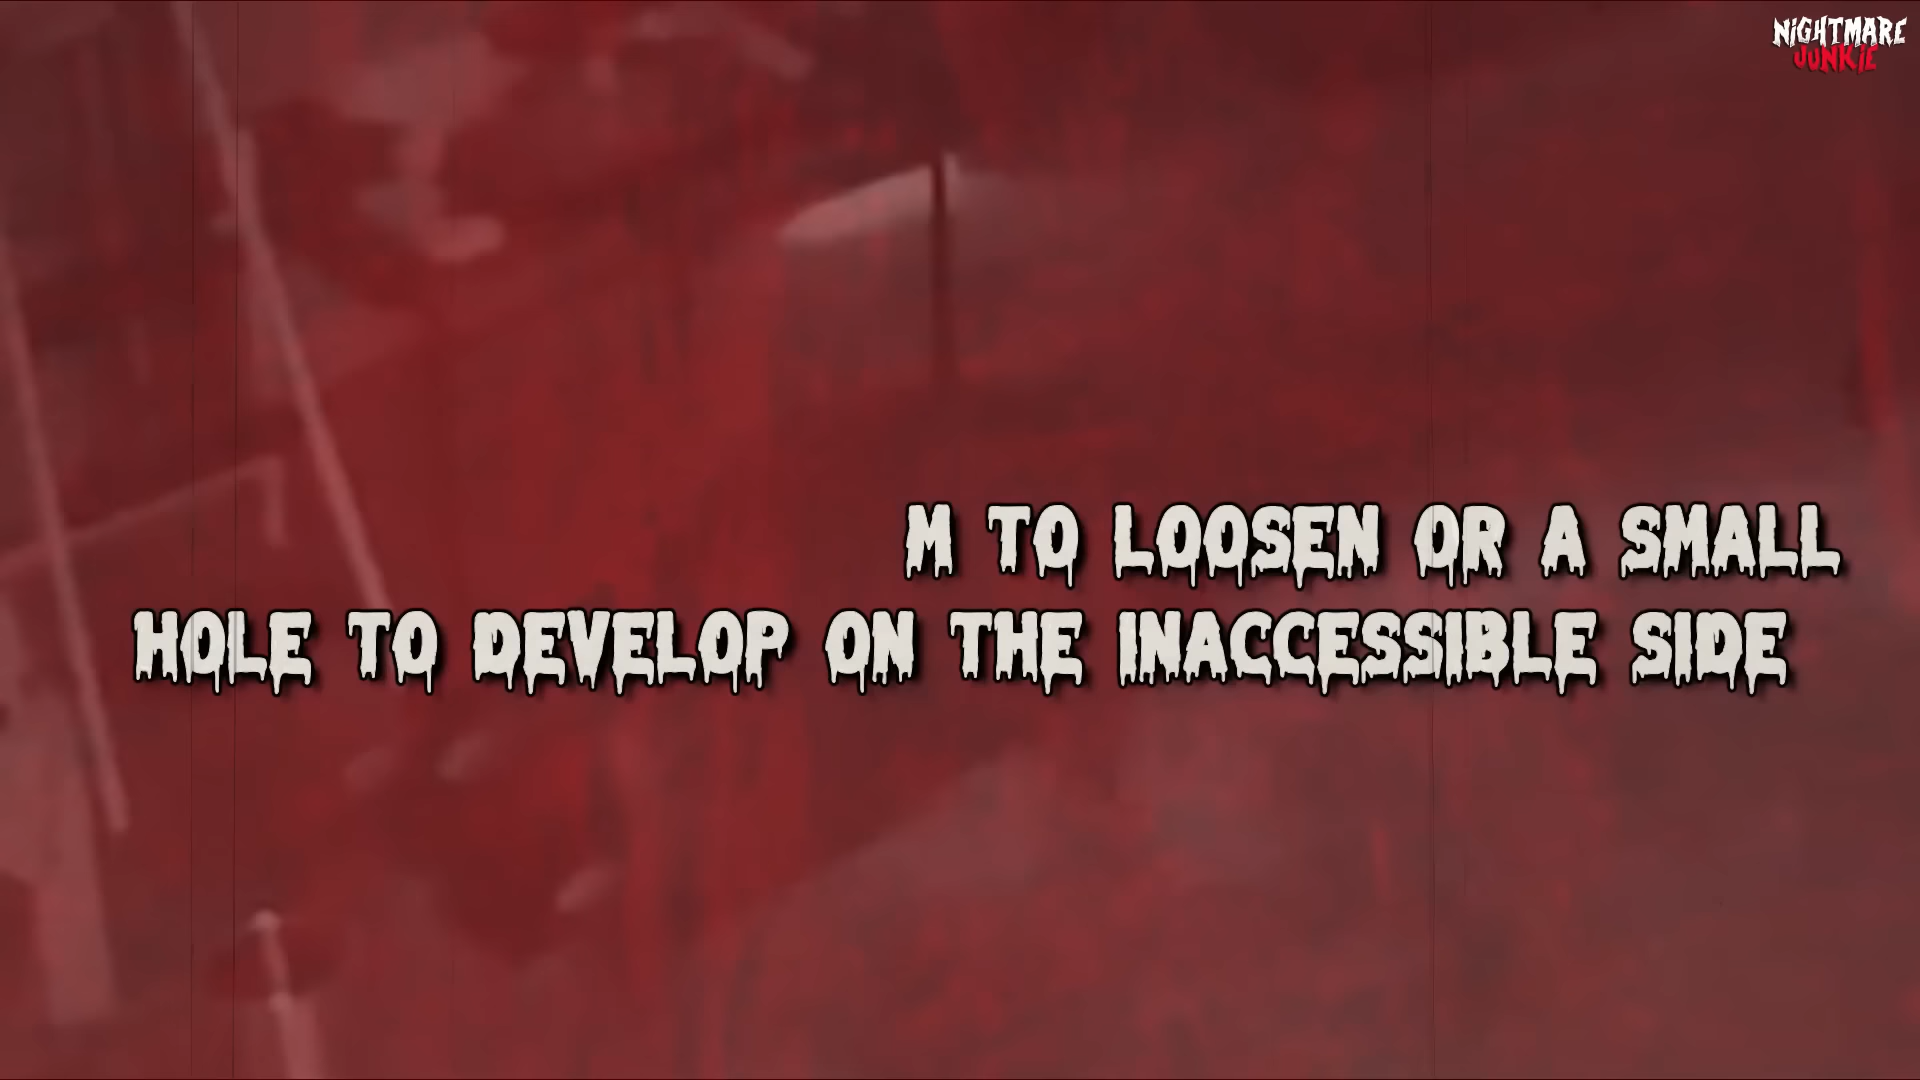 NIGHTMARE
JUNKIE
M TO LOOSEN OR A SMALL
HOLE TO DEVELOP ON THE INACCESSIBLE SIDE